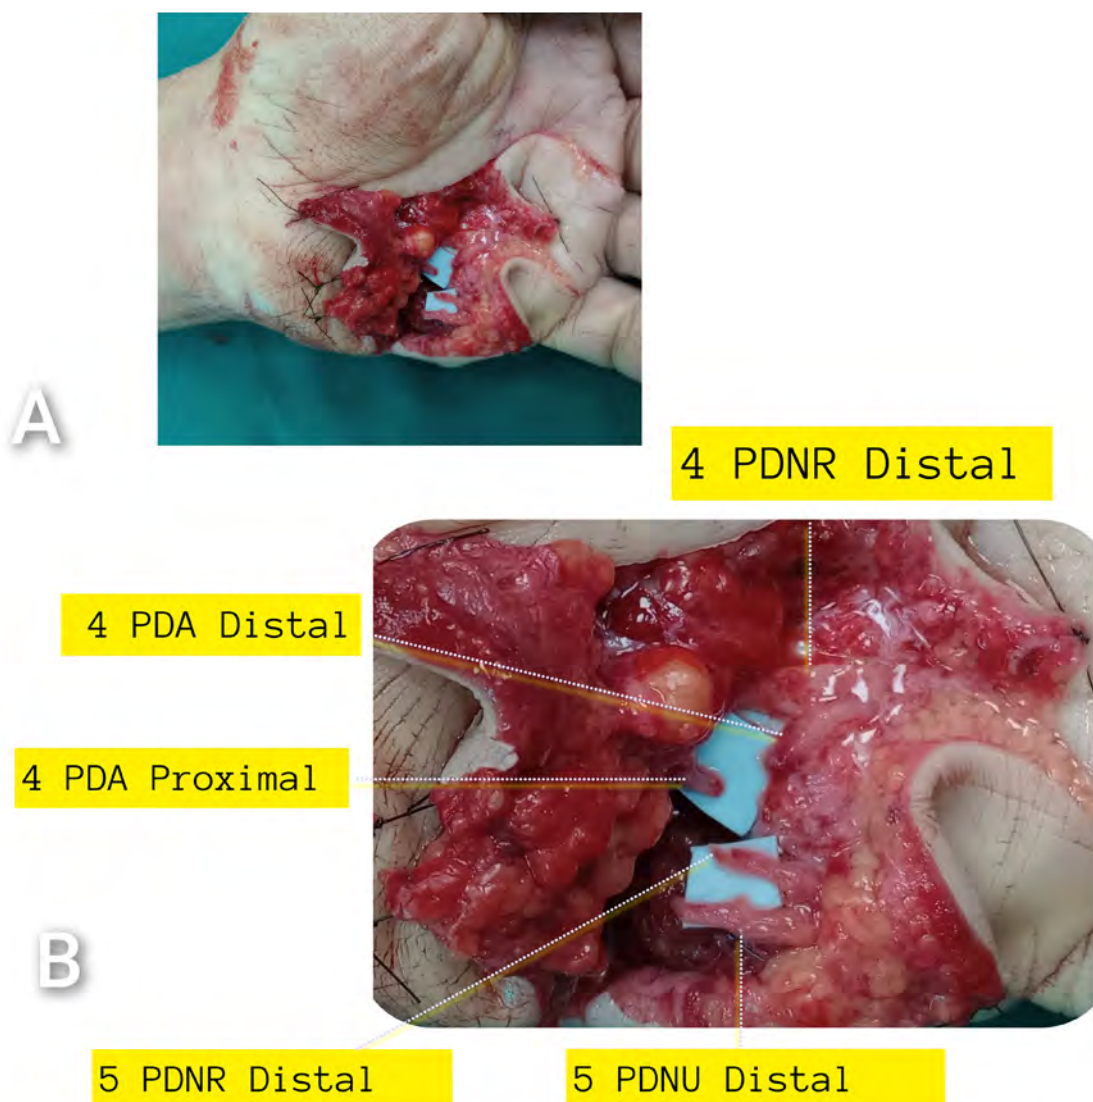 A
4 PDNR Distal
4 PDA Distal
4 PDA Proximal
B
5 PDNR Distal
5 PDNU Distal